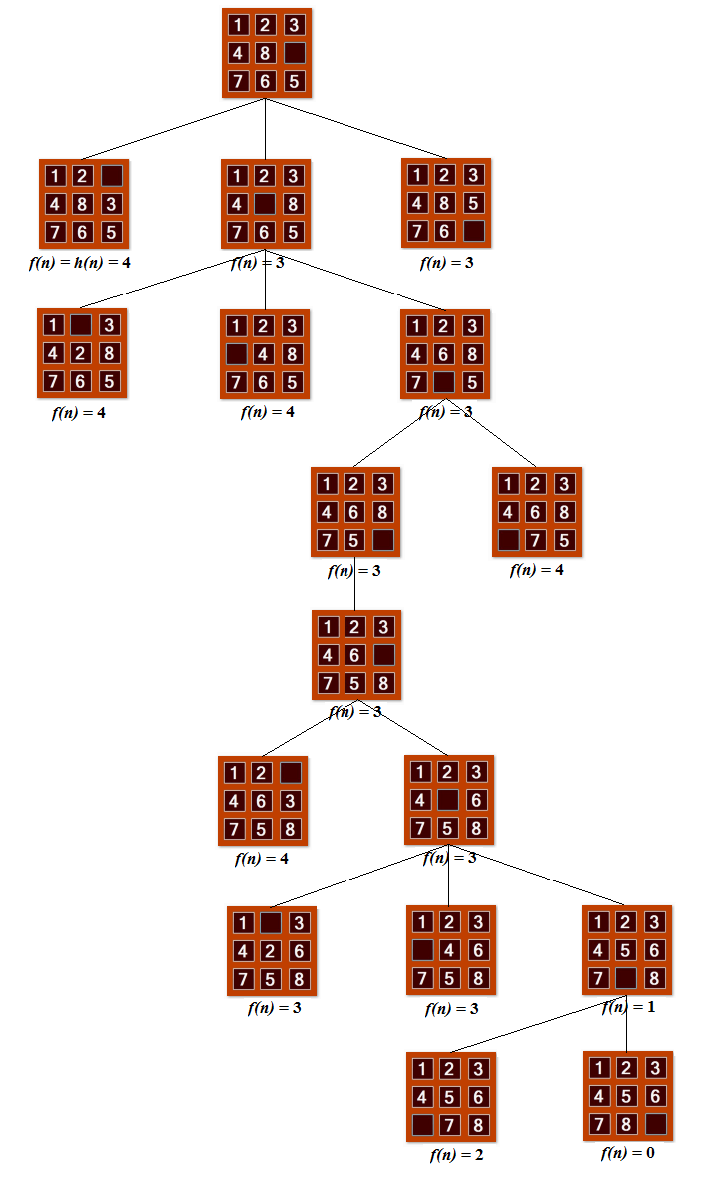 1 2 3
4 8
7 6 5
1 2
4 8 3
7 6 5
f(n) = h(n) = 4
1 2 3
4 8
7 6 5
f(n) = 3
1 2 3
4 8 5
7 6
f(n) = 3
1 3
4 2 8
7 6 5
f(n) = 4
1 2 3
4 8
7 6 5
f(n) = 4
1 2 3
4 6 8
7 5
f(n) = 3
1 2 3
4 6 8
7 5
f(n) = 3
1 2 3
4 6 8
7 5
f(n) = 4
1 2 3
4 6
7 5 8
f(n) = 3
1 2
4 6 3
7 5 8
f(n) = 4
1 2 3
4 6
7 5 8
f(n) = 3
1 3
4 2 6
7 5 8
f(n) = 3
1 2 3
4 6
7 5 8
f(n) = 3
1 2 3
4 5 6
7 8
f(n) = 1
1 2 3
4 5 6
7 8
f(n) = 2
1 2 3
4 5 6
7 8
f(n) = 0